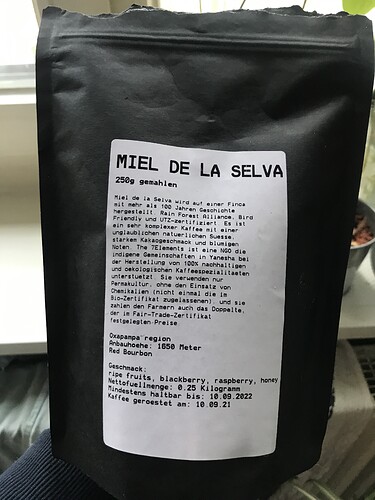 MIEL DE LA SELVA
250g gemahlen
Miel de la Selva wird auf einer Finca
mit mehr als 100 Jahren Geschichte
hergestellt. Rain Forest Alliance, Bird
Friendly und UTZ-zertifiziert. Es ist
ein sehr komplexer Kaffee mit einer
unglaublichen natuerlichen Suesse,
starkem Kakaogeschmack und blumigen
Noten. The 7Elements ist eine NGO die
indigene Gemeinschaften in Yanesha bei
der Herstellung von 100% nachhaltigen
und oekologischen Kaffeespezialitaeten
unterstuetzt. Sie verwenden nur
Permakultur, ohne den Einsatz von
Chemikalien (nicht einmal die im
Bio-Zertifikat zugelassenen), und sie
zahlen den Farmern auch das Doppelte,
der im Fair-Trade-Zertifikat
festgelegten-Preise
Oxapampa region
Anbauhoehe: 1650 Meter
Red Bourbon
Geschmack:
ripe fruits, blackberry, raspberry, honey
Nettofuellmenge: 0.25 Kilogramm
Mindestens haltbar bis: 10.09.2022
Kaffee geroestet am: 10.09.21